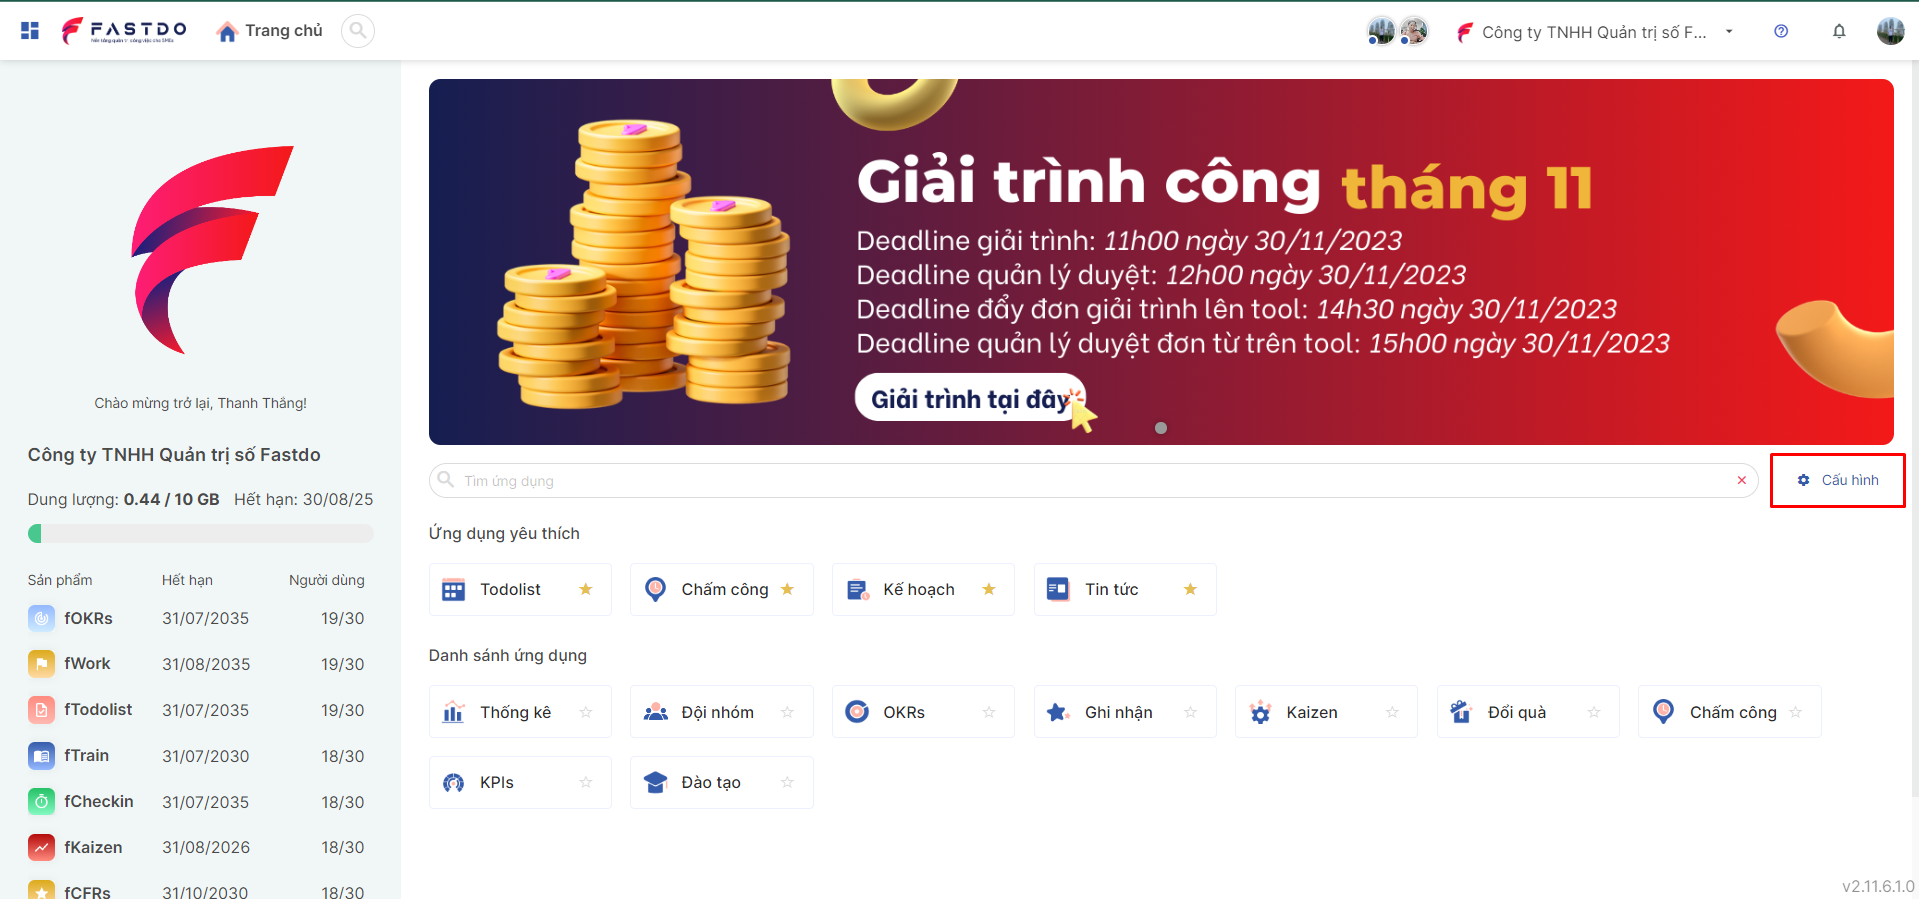 FASTDO
Trang chủ
Công ty TNHH Quản trị số F...
Chào mừng trở lại, Thanh Thắng!
Công ty TNHH Quản trị số Fastdo
Dung lượng: 0.44 / 10 GB Hết hạn: 30/08/25
Sản phẩm Hết hạn Người dùng
fOKRs 31/07/2035 19/30
fWork 31/08/2035 19/30
fTodolist 31/07/2035 19/30
fTrain 31/07/2030 18/30
fCheckin 31/07/2035 18/30
fKaizen 31/08/2026 18/30
fCFRs 31/10/2030 18/30
Giải trình công tháng 11
Deadline giải trình: 11h00 ngày 30/11/2023
Deadline quản lý duyệt: 12h00 ngày 30/11/2023
Deadline đẩy đơn giải trình lên tool: 14h30 ngày 30/11/2023
Deadline quản lý duyệt đơn từ trên tool: 15h00 ngày 30/11/2023
Giải trình tại đây
Tìm ứng dụng
Cấu hình
Ứng dụng yêu thích
Todolist Chấm công Kế hoạch Tin tức
Danh sánh ứng dụng
Thống kê Đội nhóm OKRs Ghi nhận Kaizen Đổi quà Chấm công
KPIs Đào tạo
v2.11.6.1.0